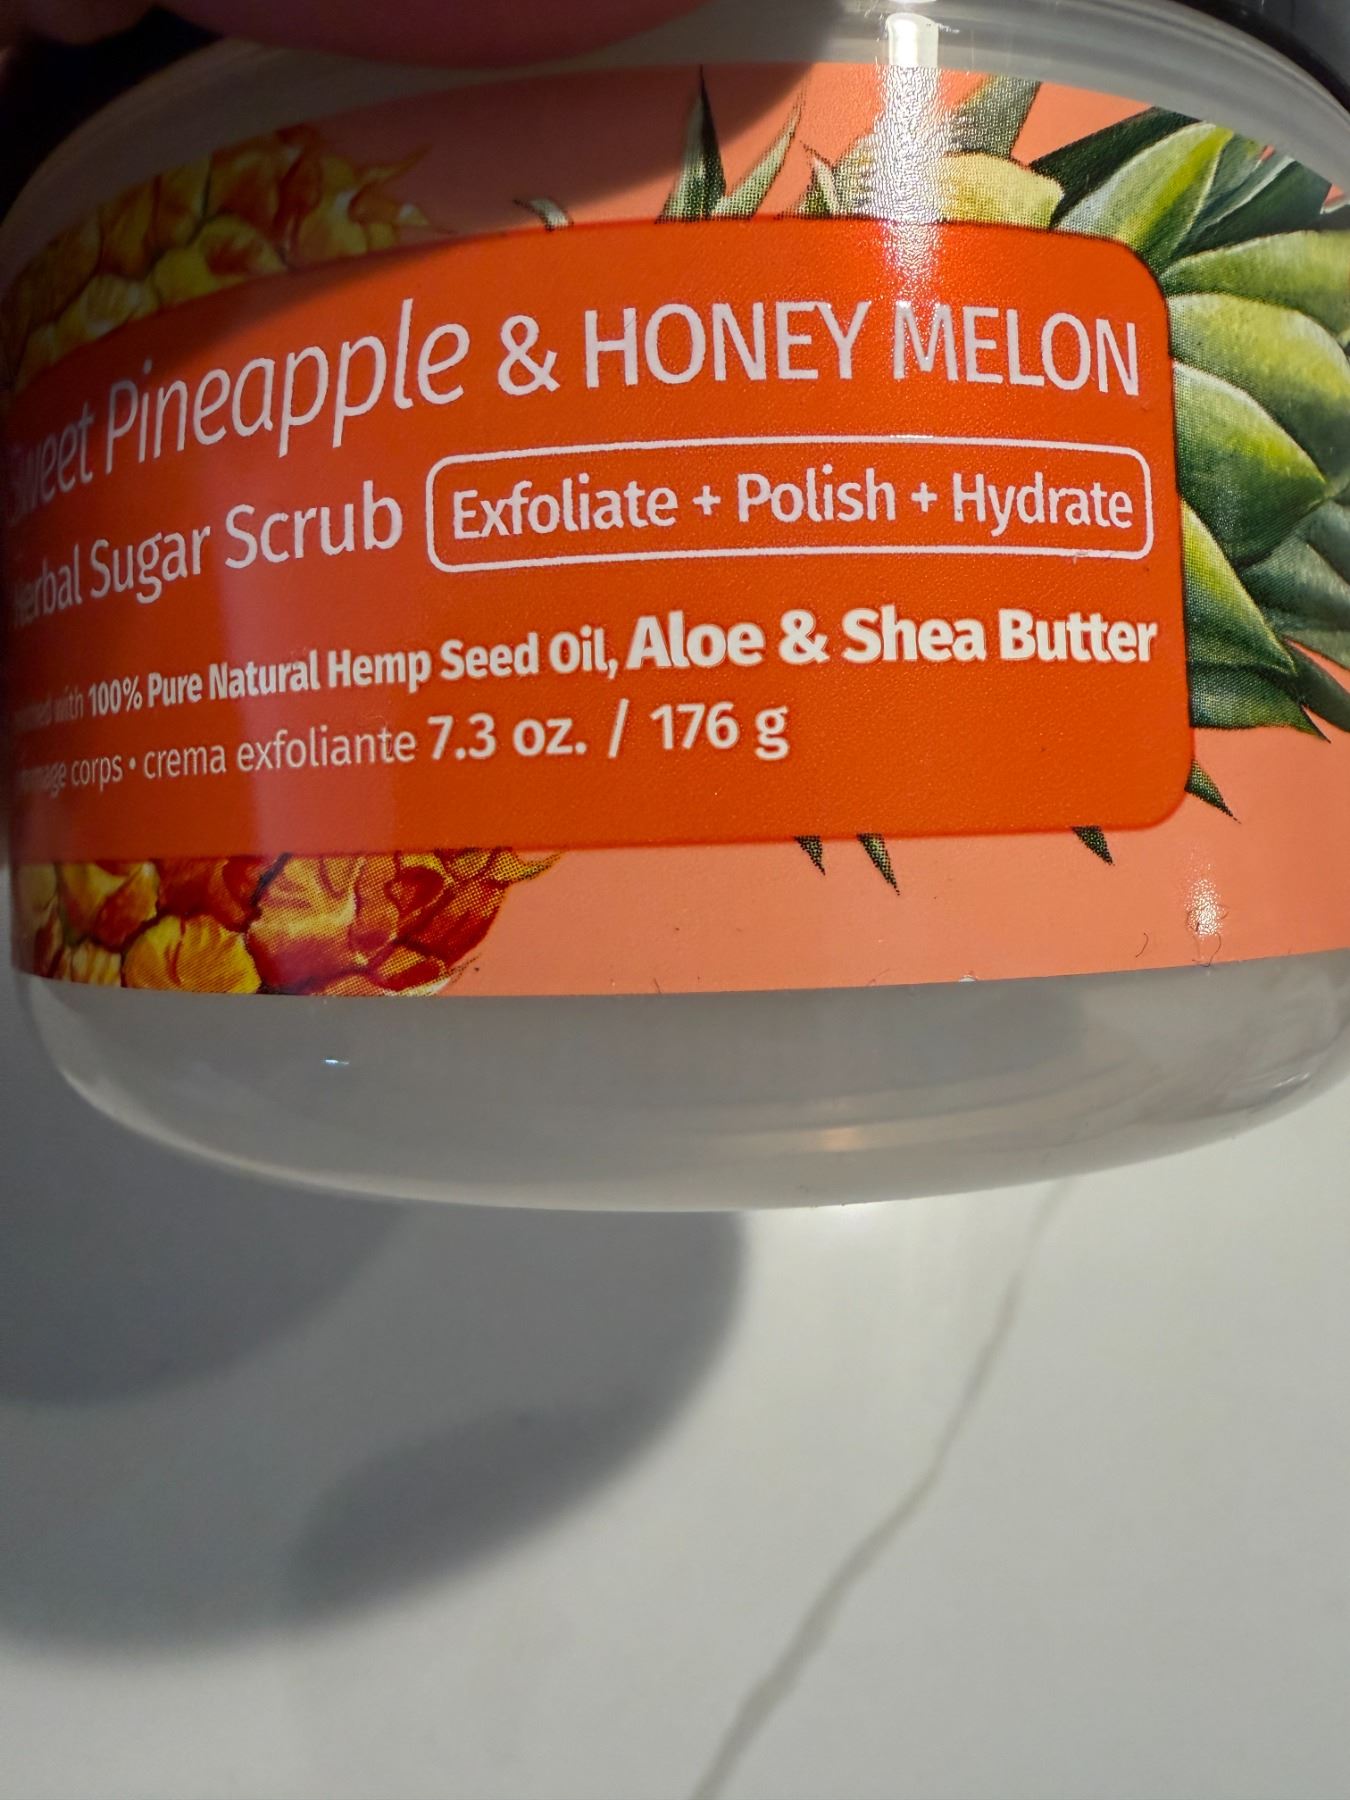 Sweet Pineapple & HONEY MELON
Herbal Sugar Scrub Exfoliate + Polish + Hydrate
with 100% Pure Natural Hemp Seed Oil, Aloe & Shea Butter
corps • crema exfoliante 7.3 oz. / 176 g